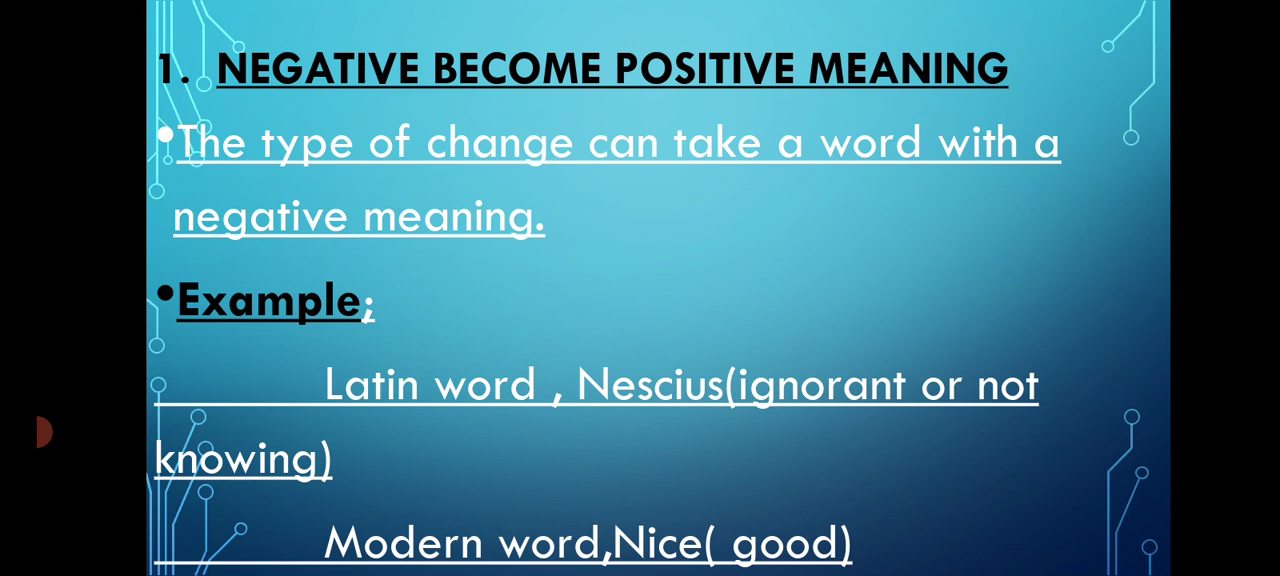 1. NEGATIVE BECOME POSITIVE MEANING
•The type of change can take a word with a
negative meaning.
•Example;
Latin word , Nescius(ignorant or not
knowing)
Modern word,Nice( good)